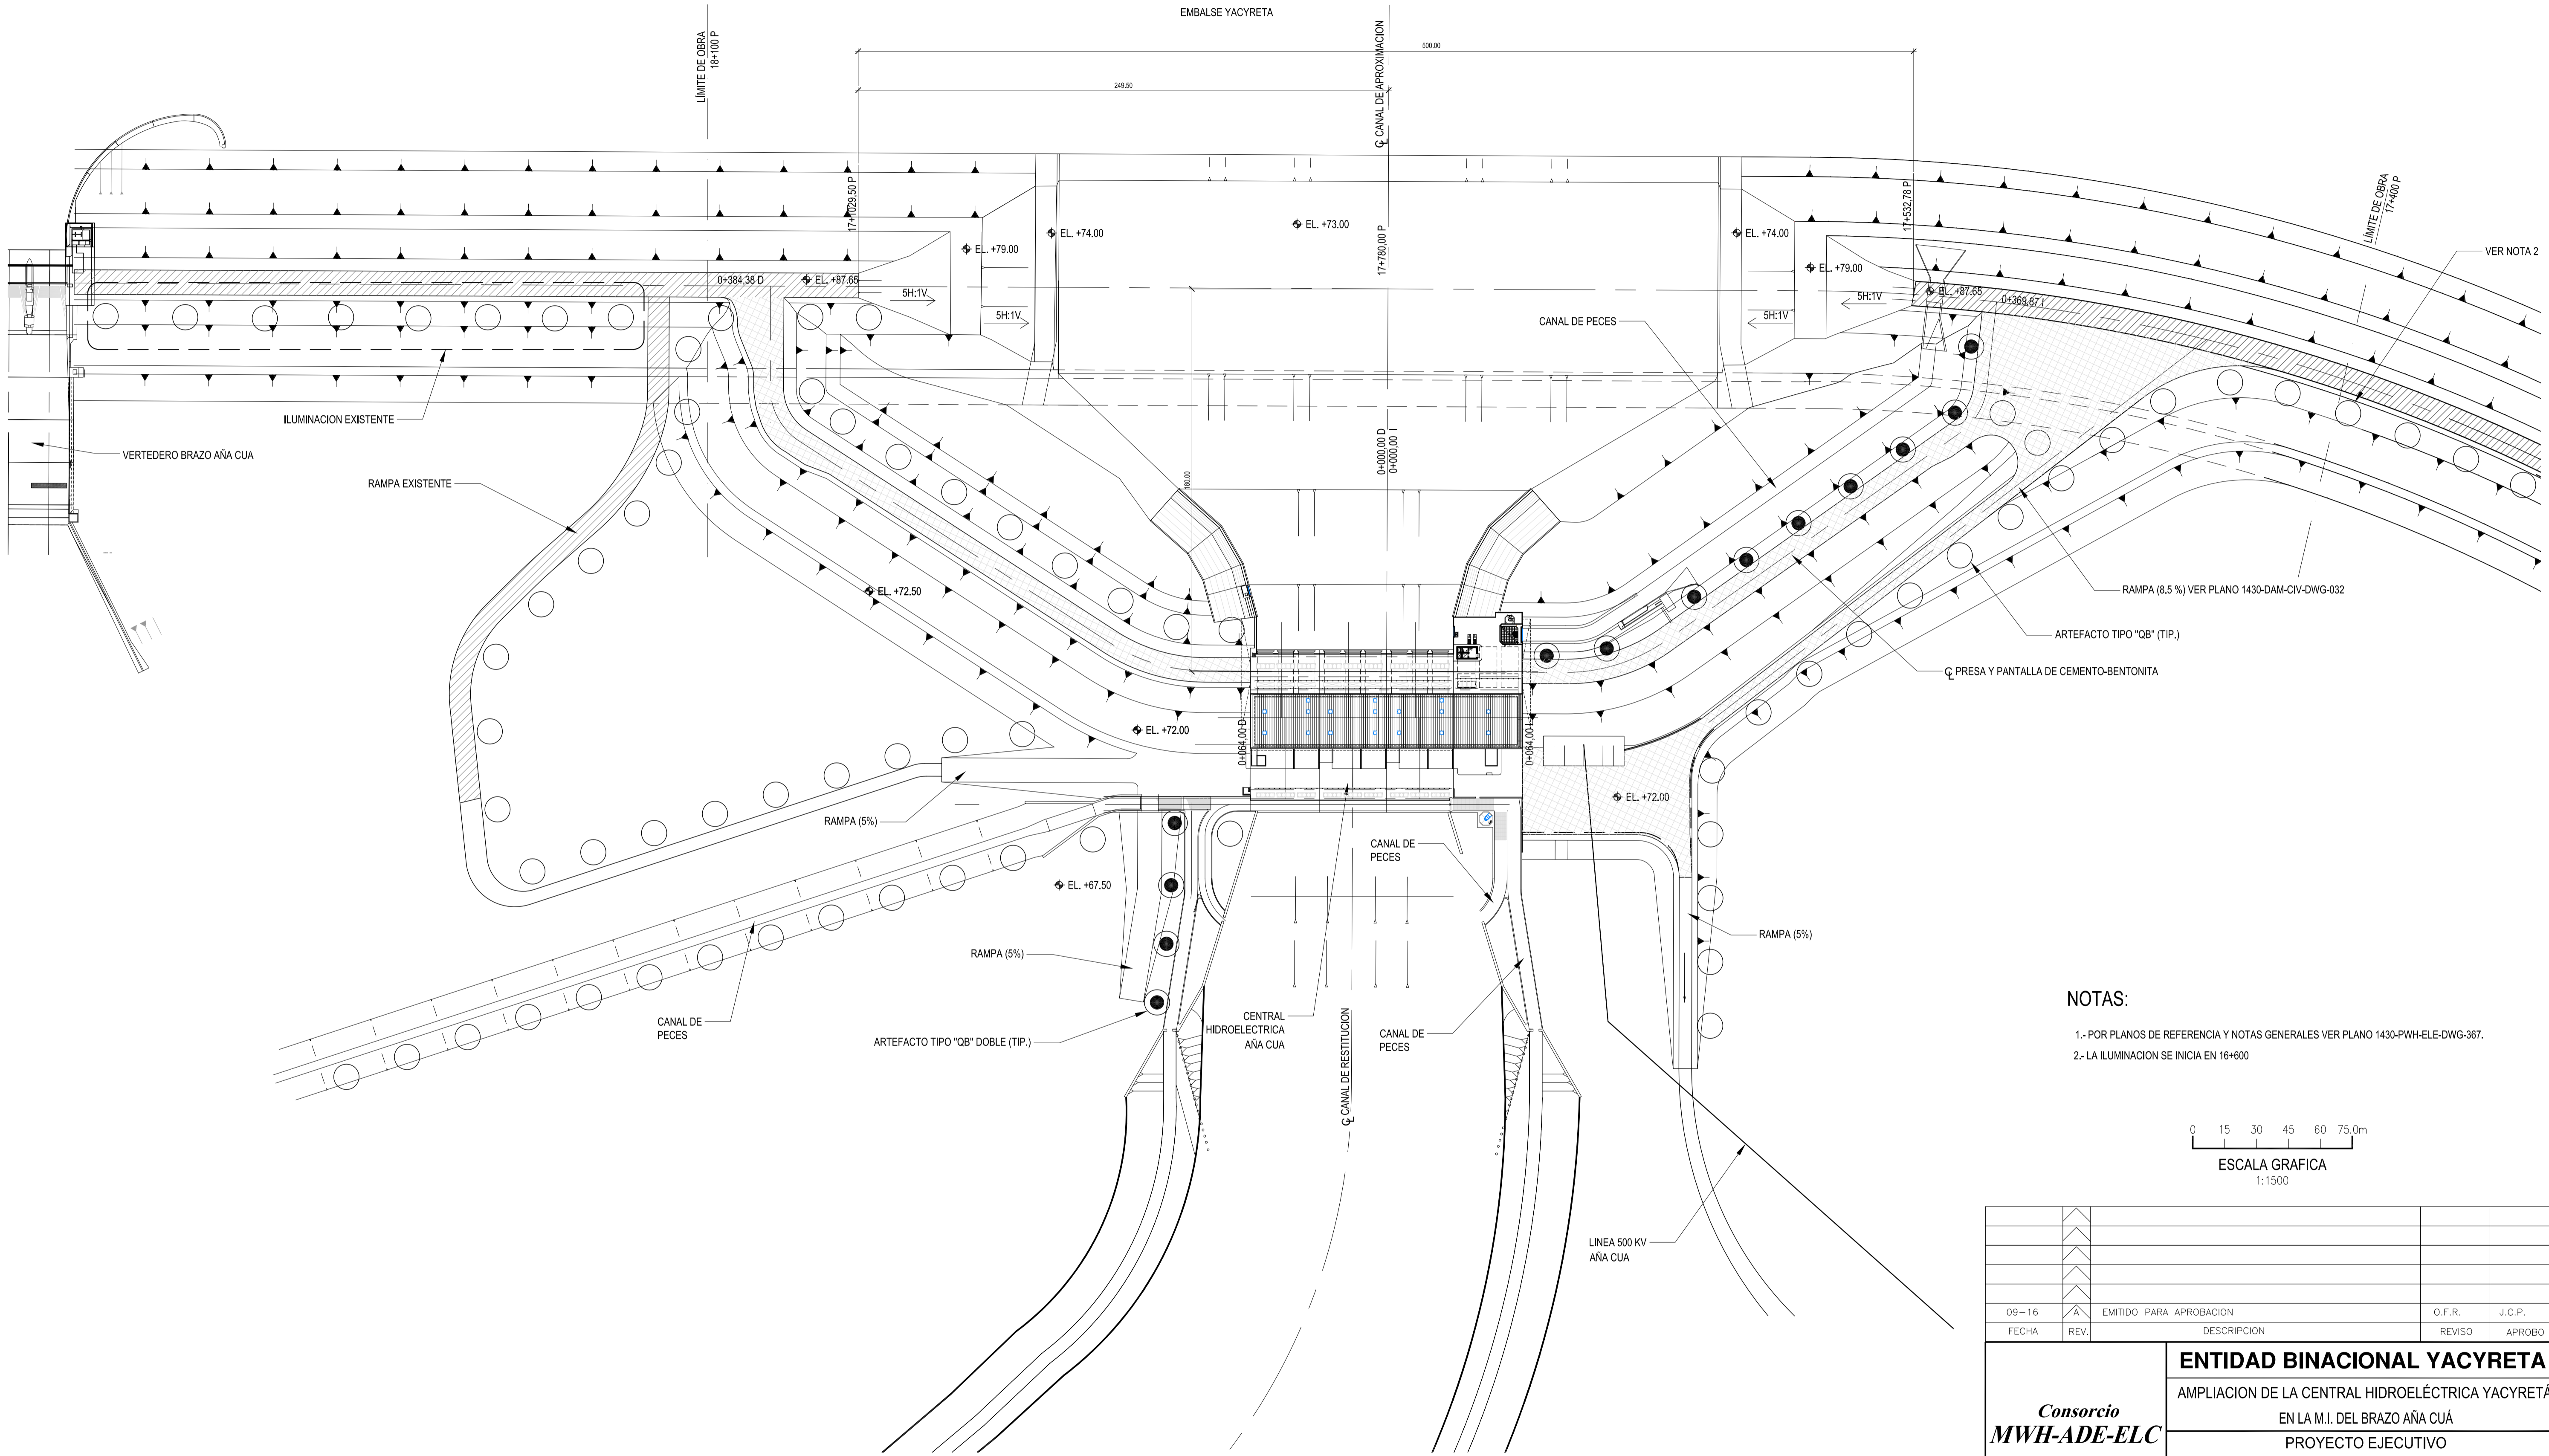 EMBALSE YACYRETA
LÍMITE DE OBRA
18+100 P
℄ CANAL DE APROXIMACION
500,00
249.50
17+1029,50 P
17+780,00 P
17+532,78 P
LÍMITE DE OBRA
17+400 P
VER NOTA 2
EL. +79.00
EL. +74.00
EL. +73.00
EL. +74.00
EL. +79.00
0+384,38 D
EL. +87.65
5H:1V
5H:1V
5H:1V
5H:1V
EL. +87.65
0+369,87 I
CANAL DE PECES
ILUMINACION EXISTENTE
VERTEDERO BRAZO AÑA CUA
RAMPA EXISTENTE
0+000,00 D
0+000,00 I
180,00
EL. +72.50
RAMPA (8.5 %) VER PLANO 1430-DAM-CIV-DWG-032
ARTEFACTO TIPO "QB" (TIP.)
℄ PRESA Y PANTALLA DE CEMENTO-BENTONITA
EL. +72.00
0+064.00 D
0+064.00 I
EL. +72.00
RAMPA (5%)
CANAL DE
PECES
EL. +67.50
RAMPA (5%)
RAMPA (5%)
CANAL DE
PECES
ARTEFACTO TIPO "QB" DOBLE (TIP.)
CENTRAL
HIDROELECTRICA
AÑA CUA
℄ CANAL DE RESTITUCION
CANAL DE
PECES
LINEA 500 KV
AÑA CUA
NOTAS:
1.- POR PLANOS DE REFERENCIA Y NOTAS GENERALES VER PLANO 1430-PWH-ELE-DWG-367.
2.- LA ILUMINACION SE INICIA EN 16+600
0 15 30 45 60 75.0m
ESCALA GRAFICA
1:1500
09-16 A EMITIDO PARA APROBACION O.F.R. J.C.P.
FECHA REV. DESCRIPCION REVISO APROBO
Consorcio
MWH-ADE-ELC
ENTIDAD BINACIONAL YACYRETA
AMPLIACION DE LA CENTRAL HIDROELÉCTRICA YACYRETÁ
EN LA M.I. DEL BRAZO AÑA CUÁ
PROYECTO EJECUTIVO